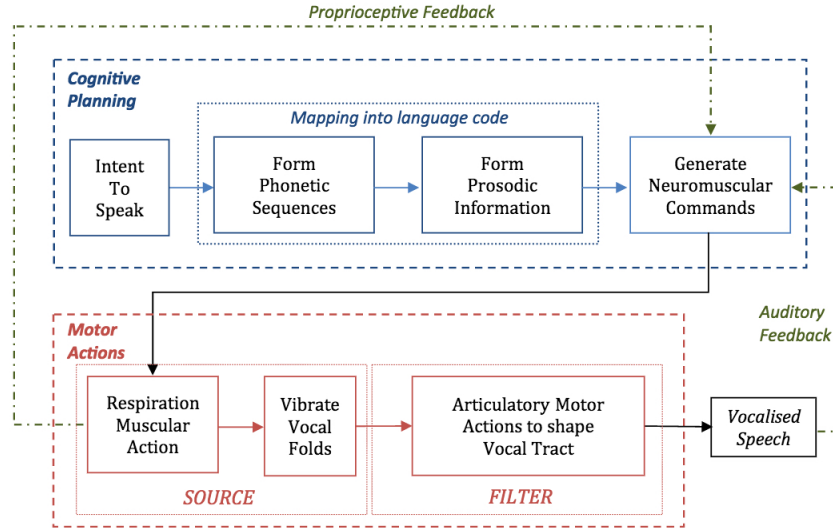 Proprioceptive Feedback
Cognitive
Planning
Mapping into language code
Intent
To
Speak
Form
Phonetic
Sequences
Form
Prosodic
Information
Generate
Neuromuscular
Commands
Auditory
Feedback
Motor
Actions
Respiration
Muscular
Action
Vibrate
Vocal
Folds
Articulatory Motor
Actions to shape
Vocal Tract
Vocalised
Speech
SOURCE
FILTER